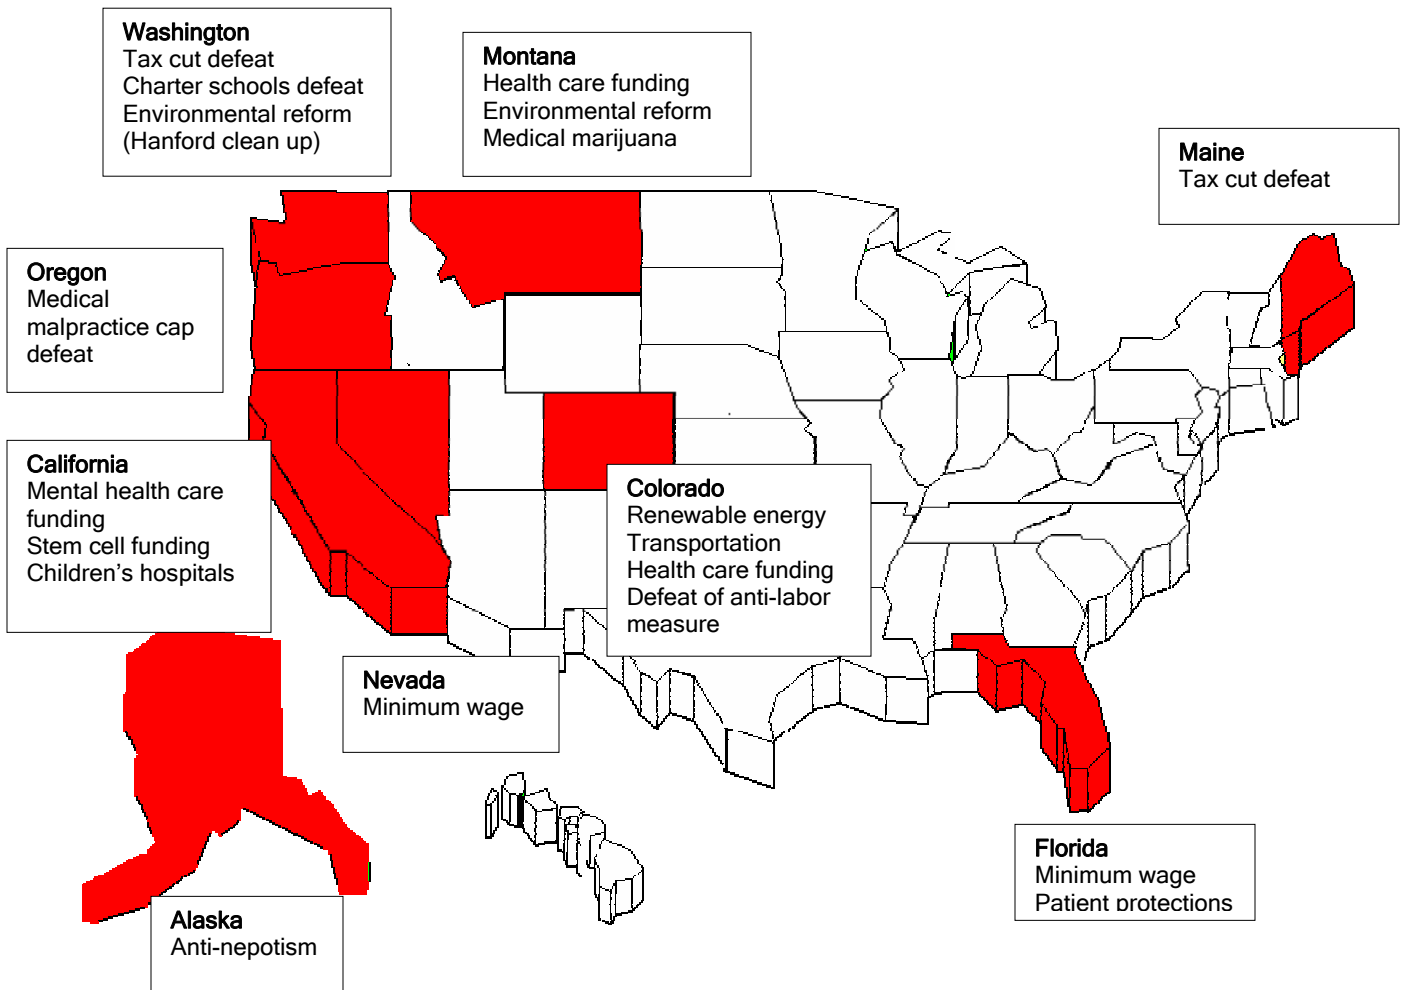 Washington
Tax cut defeat
Charter schools defeat
Environmental reform
(Hanford clean up)
Montana
Health care funding
Environmental reform
Medical marijuana
Maine
Tax cut defeat
Oregon
Medical
malpractice cap
defeat
California
Mental health care
funding
Stem cell funding
Children's hospitals
Colorado
Renewable energy
Transportation
Health care funding
Defeat of anti-labor
measure
Nevada
Minimum wage
Florida
Minimum wage
Patient protections
Alaska
Anti-nepotism